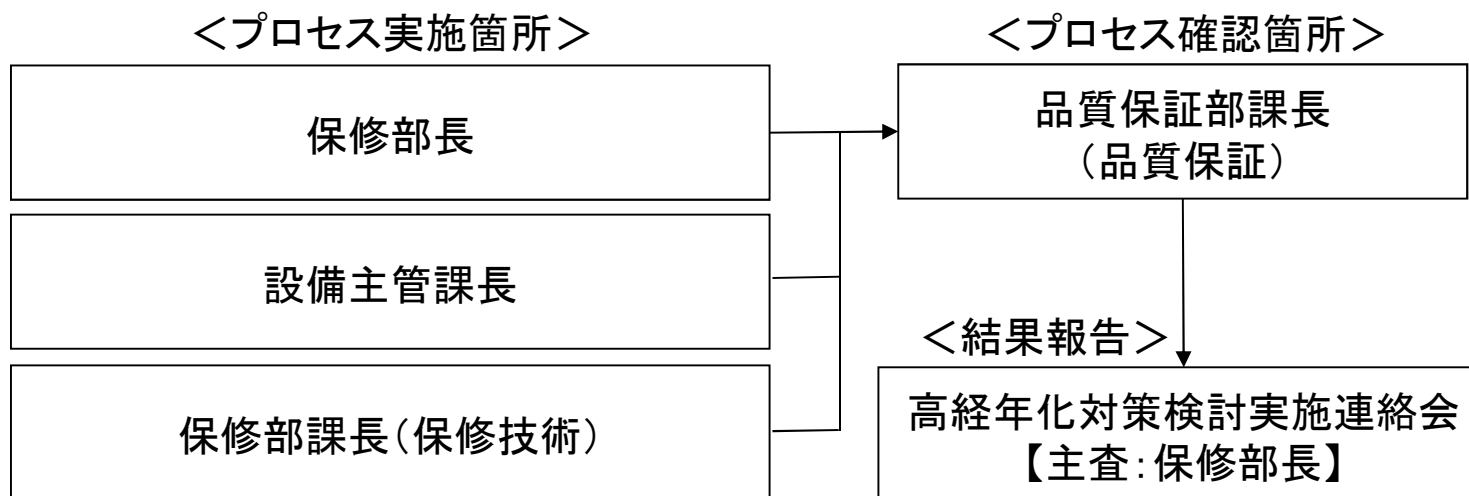 ＜プロセス実施箇所＞
保修部長
設備主管課長
保修部課長（保修技術）
＜プロセス確認箇所＞
品質保証部課長
（品質保証）
＜結果報告＞
高経年化対策検討実施連絡会
【主査：保修部長】